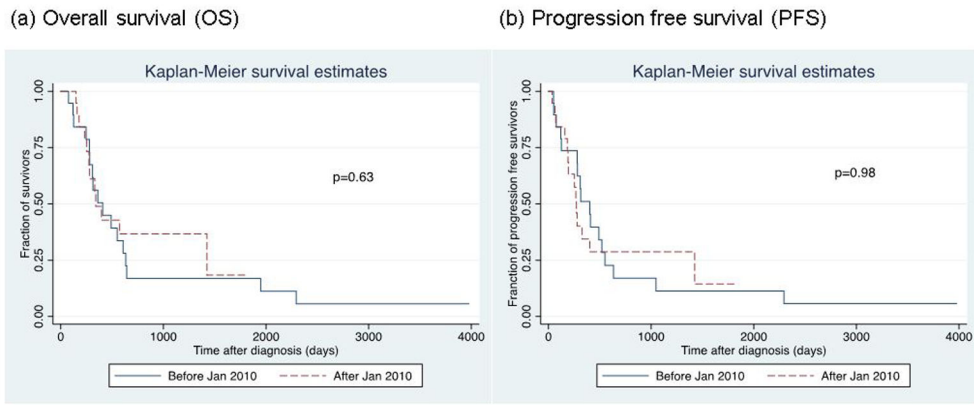 (a) Overall survival (OS)
Kaplan-Meier survival estimates
Fraction of survivors
1.00
0.75
0.50
0.25
0.00
p=0.63
0 1000 2000 3000 4000
Time after diagnosis (days)
Before Jan 2010 After Jan 2010
(b) Progression free survival (PFS)
Kaplan-Meier survival estimates
Franction of progression free survivors
1.00
0.75
0.50
0.25
0.00
p=0.98
0 1000 2000 3000 4000
Time after diagnosis (days)
Before Jan 2010 After Jan 2010